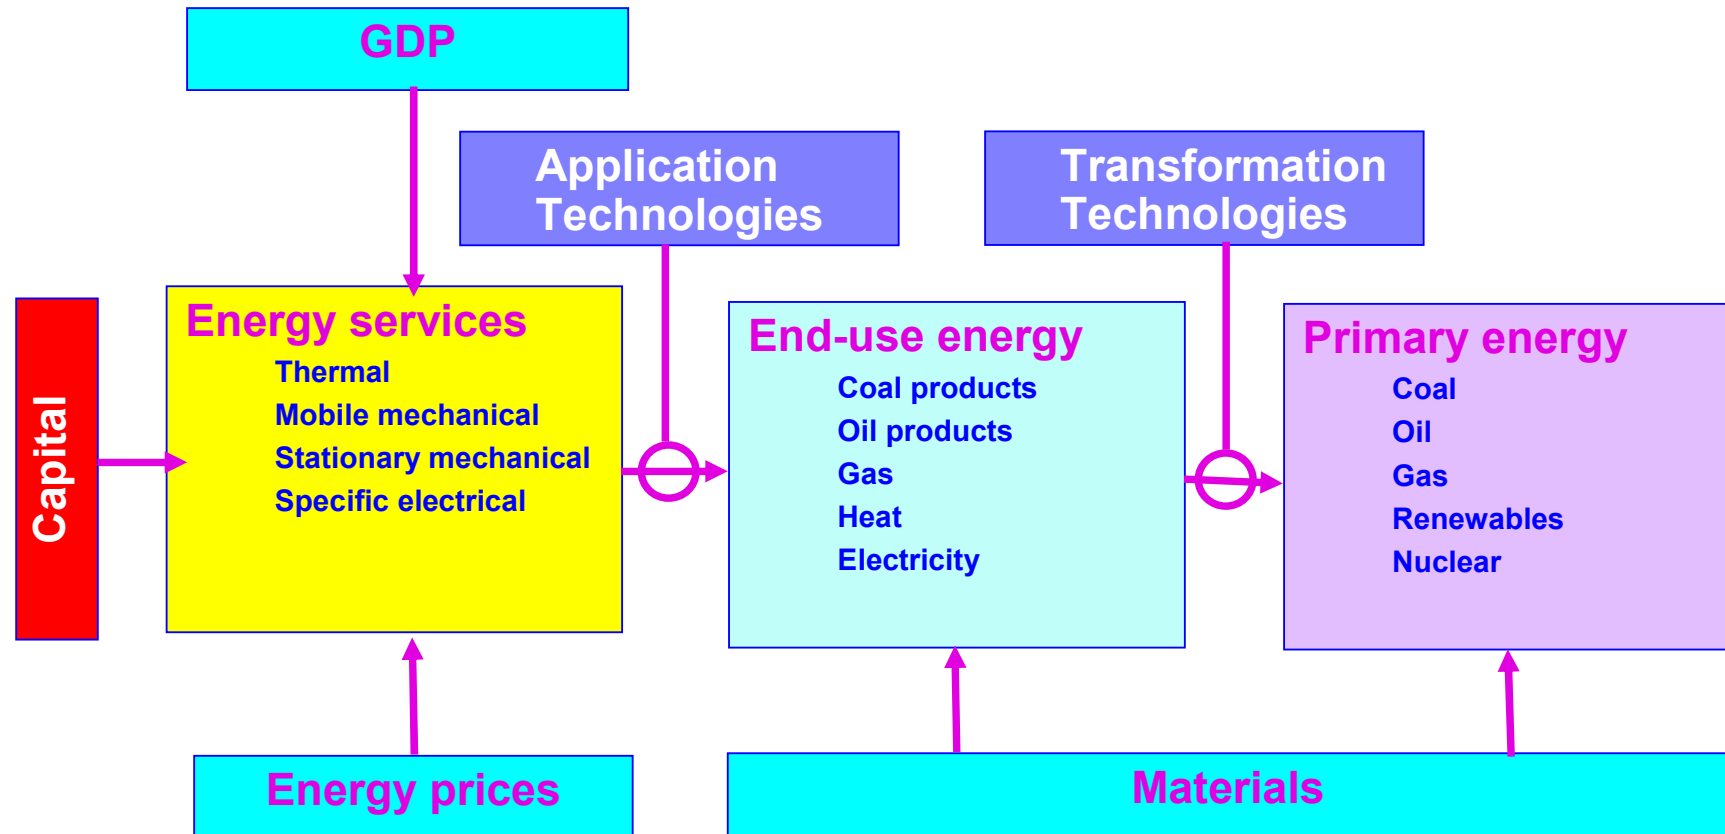 GDP
Application
Technologies
Transformation
Technologies
Capital
Energy services
Thermal
Mobile mechanical
Stationary mechanical
Specific electrical
End-use energy
Coal products
Oil products
Gas
Heat
Electricity
Primary energy
Coal
Oil
Gas
Renewables
Nuclear
Energy prices
Materials